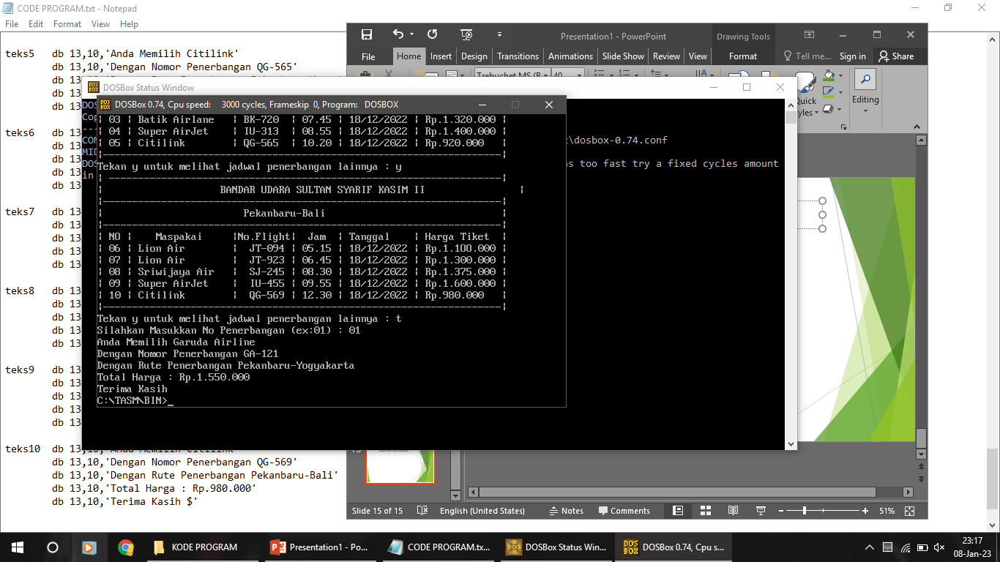 CODE PROGRAM.txt - Notepad
File Edit Format View Help
teks5 db 13,10,'Anda Memilih Citilink'
db 13,10,'Dengan Nomor Penerbangan QG-565'
db
db 13
db 13
teks6 db 13
db 13
db 13
db 13
db 13
teks7 db 13
db 13
db 13
db 13
db 13
teks8 db 13
db 13
db 13
db 13
db 13
teks9 db 13
db 13
db 13
db 13
db 13
teks10 db 13,10,'Anda Memilih Citilink'
db 13,10,'Dengan Nomor Penerbangan QG-569'
db 13,10,'Dengan Rute Penerbangan Pekanbaru-Bali'
db 13,10,'Total Harga : Rp.980.000'
db 13,10,'Terima Kasih $'
Presentation1 - PowerPoint
Drawing Tools
File Home Insert Design Transitions Animations Slide Show Review View Format Tell me... Sign in Share
Trebuchet MS (B 40
Quick
Styles
Editing
DOSBox Status Window
DOS
Cop
---
CON
MID
DOS
in
t\dosbox-0.74.conf
s too fast try a fixed cycles amount
DOSBox 0.74, Cpu speed: 3000 cycles, Frameskip 0, Program: DOSBOX
| 03 | Batik Airlane | BK-720 | 07.45 | 18/12/2022 | Rp.1.320.000 |
| 04 | Super AirJet | IU-313 | 08.55 | 18/12/2022 | Rp.1.400.000 |
| 05 | Citilink | QG-565 | 10.20 | 18/12/2022 | Rp.920.000 |
Tekan y untuk melihat jadwal penerbangan lainnya : y
| BANDAR UDARA SULTAN SYARIF KASIM II |
| Pekanbaru-Bali |
| NO | Maspakai |No.Flight| Jam | Tanggal | Harga Tiket |
| 06 | Lion Air | JT-094 | 05.15 | 18/12/2022 | Rp.1.100.000 |
| 07 | Lion Air | JT-923 | 06.45 | 18/12/2022 | Rp.1.300.000 |
| 08 | Sriwijaya Air | SJ-245 | 08.30 | 18/12/2022 | Rp.1.375.000 |
| 09 | Super AirJet | IU-455 | 09.55 | 18/12/2022 | Rp.1.600.000 |
| 10 | Citilink | QG-569 | 12.30 | 18/12/2022 | Rp.980.000 |
Tekan y untuk melihat jadwal penerbangan lainnya : t
Silahkan Masukkan No Penerbangan (ex:01) : 01
Anda Memilih Garuda Airline
Dengan Nomor Penerbangan GA-121
Dengan Rute Penerbangan Pekanbaru-Yogyakarta
Total Harga : Rp.1.550.000
Terima Kasih
C:\TASM\BIN>_
Slide 15 of 15 English (United States) Notes Comments 51%
KODE PROGRAM
Presentation1 - Po...
CODE PROGRAM.tx...
DOSBox Status Win...
DOSBox 0.74, Cpu s...
23:17
08-Jan-23